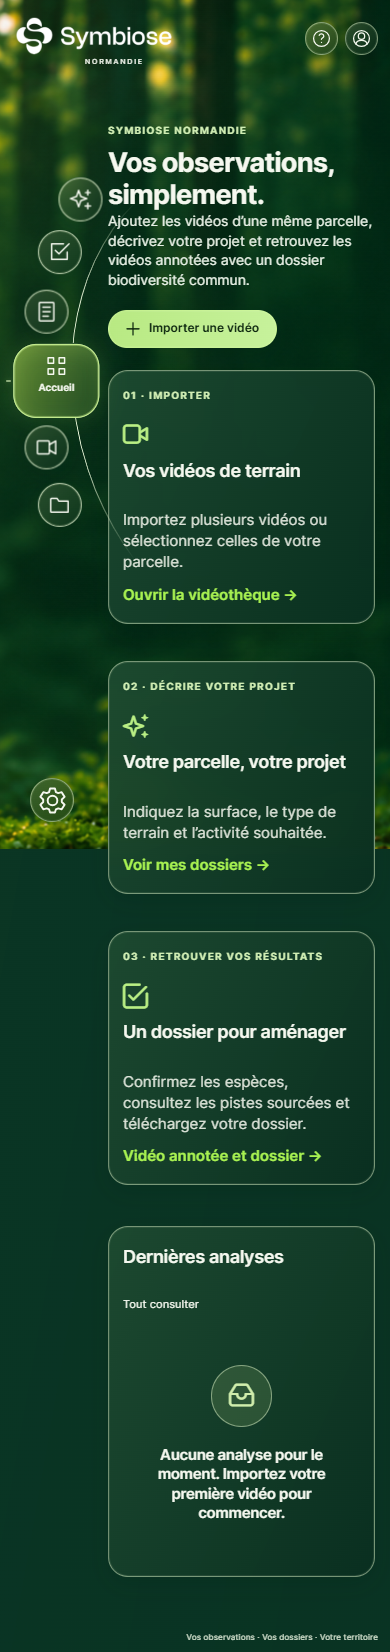 Symbiose
NORMANDIE
SYMBIOSE NORMANDIE
Vos observations,
simplement.
Ajoutez les vidéos d’une même parcelle,
décrivez votre projet et retrouvez les
vidéos annotées avec un dossier
biodiversité commun.
Importer une vidéo
Accueil
01 · IMPORTER
Vos vidéos de terrain
Importez plusieurs vidéos ou
sélectionnez celles de votre
parcelle.
Ouvrir la vidéothèque →
02 · DÉCRIRE VOTRE PROJET
Votre parcelle, votre projet
Indiquez la surface, le type de
terrain et l’activité souhaitée.
Voir mes dossiers →
03 · RETROUVER VOS RÉSULTATS
Un dossier pour aménager
Confirmez les espèces,
consultez les pistes sourcées et
téléchargez votre dossier.
Vidéo annotée et dossier →
Dernières analyses
Tout consulter
Aucune analyse pour le
moment. Importez votre
première vidéo pour
commencer.
Vos observations · Vos dossiers · Votre territoire